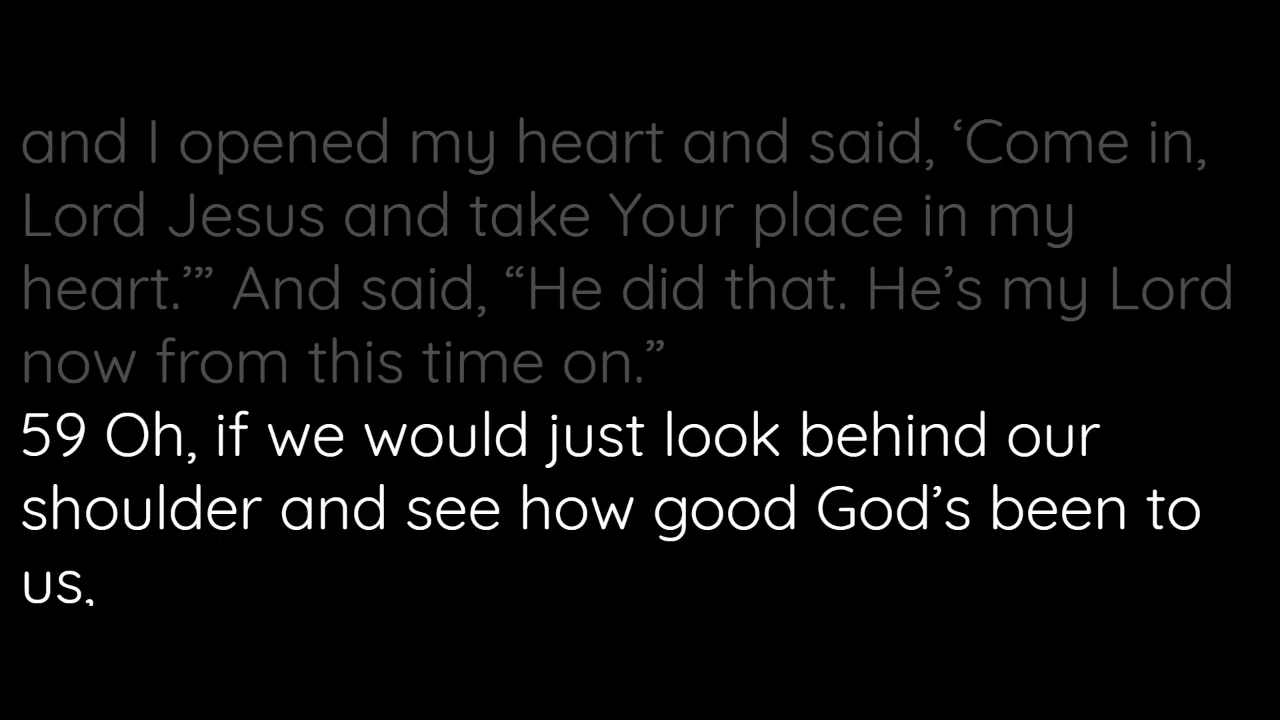 and I opened my heart and said, ‘Come in,
Lord Jesus and take Your place in my
heart.’” And said, “He did that. He’s my Lord
now from this time on.”
59 Oh, if we would just look behind our
shoulder and see how good God’s been to
us,